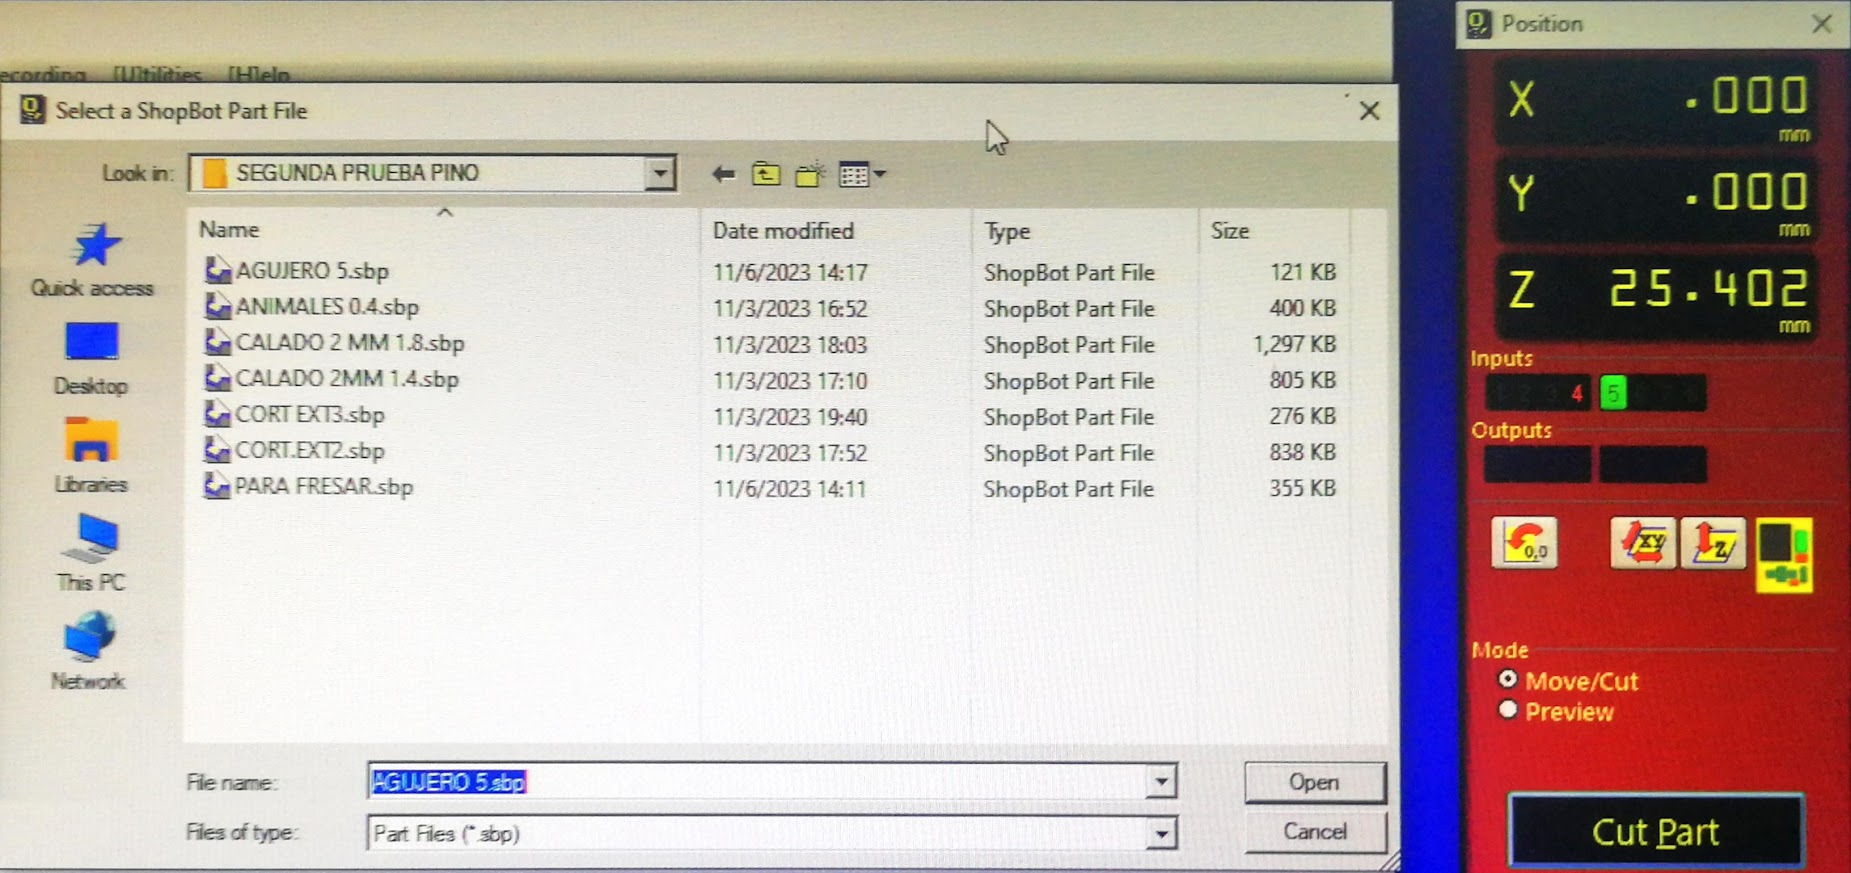 [U]tilities [H]elp
Select a ShopBot Part File
Look in: SEGUNDA PRUEBA PINO
Name Date modified Type Size
AGUJERO 5.sbp 11/6/2023 14:17 ShopBot Part File 121 KB
ANIMALES 0.4.sbp 11/3/2023 16:52 ShopBot Part File 400 KB
CALADO 2 MM 1.8.sbp 11/3/2023 18:03 ShopBot Part File 1,297 KB
CALADO 2MM 1.4.sbp 11/3/2023 17:10 ShopBot Part File 805 KB
CORT EXT3.sbp 11/3/2023 19:40 ShopBot Part File 276 KB
CORT.EXT2.sbp 11/3/2023 17:52 ShopBot Part File 838 KB
PARA FRESAR.sbp 11/6/2023 14:11 ShopBot Part File 355 KB
Quick access
Desktop
Libraries
This PC
Network
File name: AGUJERO 5.sbp
Open
Files of type: Part Files (*.sbp)
Cancel
Position
X .000
mm
Y .000
mm
Z 25.402
mm
Inputs
4 5
Outputs
0,0 XY Z
Mode
Move/Cut
Preview
Cut Part